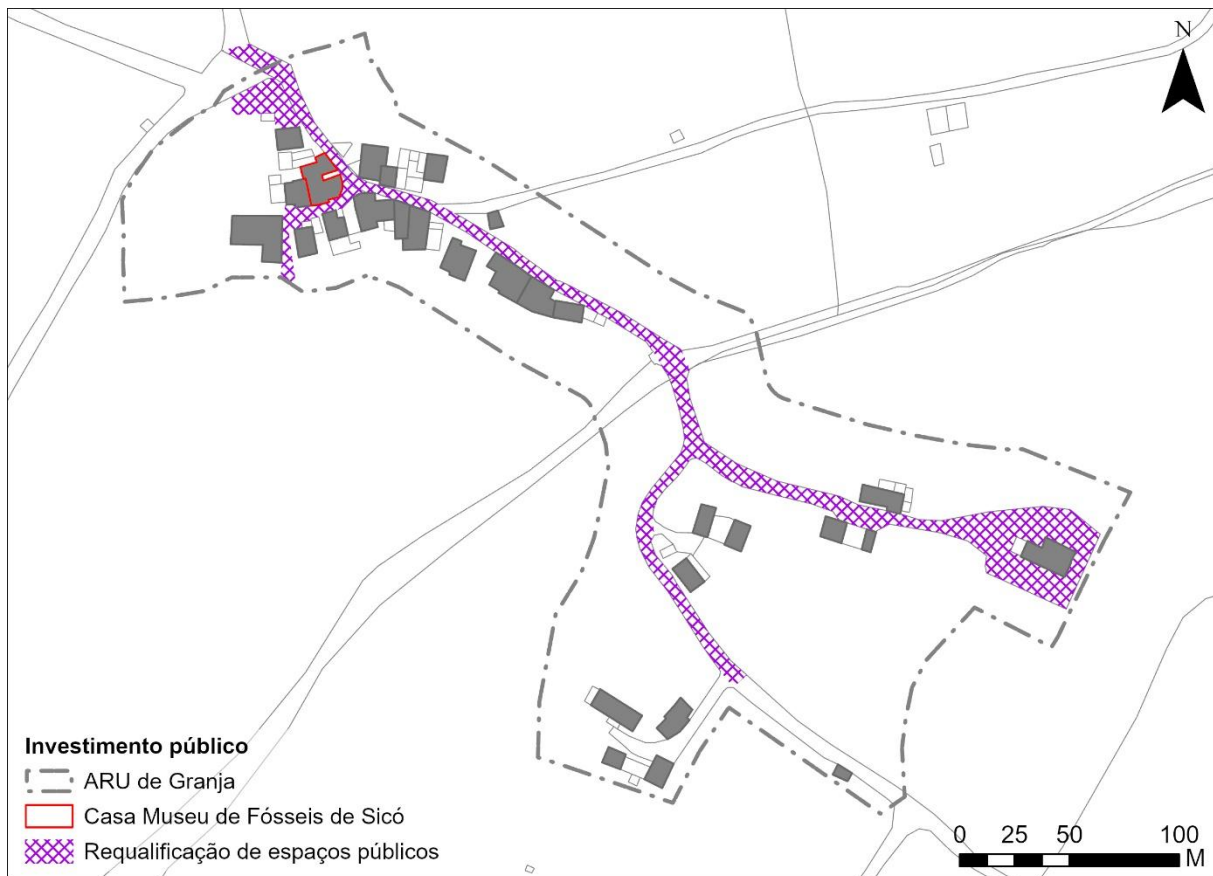 N
Investimento público
ARU de Granja
Casa Museu de Fósseis de Sicó
Requalificação de espaços públicos
0 25 50 100
M